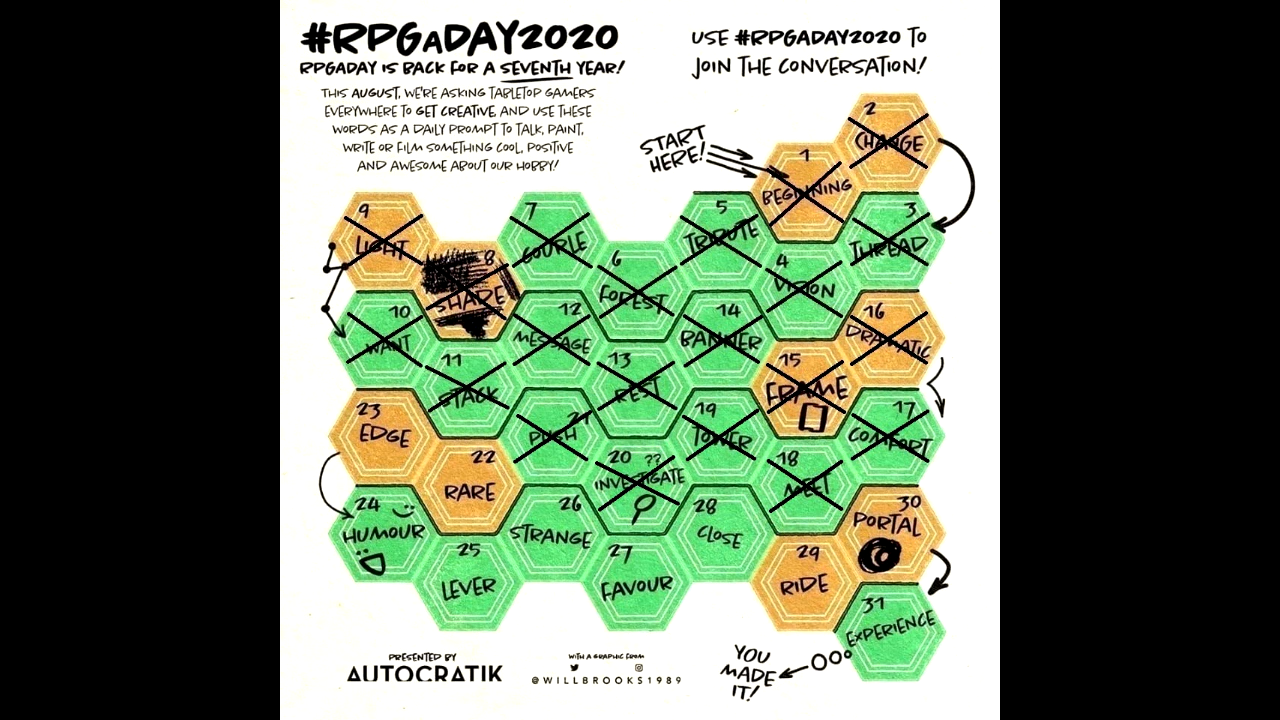 #RPGaDAY2020
RPGADAY IS BACK FOR A SEVENTH YEAR!
THIS AUGUST, WE'RE ASKING TABLETOP GAMERS
EVERYWHERE TO GET CREATIVE, AND USE THESE
WORDS AS A DAILY PROMPT TO TALK, PAINT,
WRITE OR FILM SOMETHING COOL, POSITIVE
AND AWESOME ABOUT OUR HOBBY!
USE #RPGADAY2020 TO
JOIN THE CONVERSATION!
START
HERE!
1
BEGINNING
2
CHANGE
3
THREAD
4
VISION
5
TRIBUTE
6
FOREST
7
COUPLE
8
SHADE
9
LIGHT
10
WANT
11
STACK
12
MESSAGE
13
REST
14
BANNER
15
FRAME
16
DRAMATIC
17
COMFORT
18
MEET
19
TOWER
20 ??
INVESTIGATE
21
PUSH
22
RARE
23
EDGE
24
HUMOUR
25
LEVER
26
STRANGE
27
FAVOUR
28
CLOSE
29
RIDE
30
PORTAL
31
EXPERIENCE
YOU
MADE
IT!
PRESENTED BY
AUTOCRATIK
WITH A GRAPHIC FROM
@WILLBROOKS1989